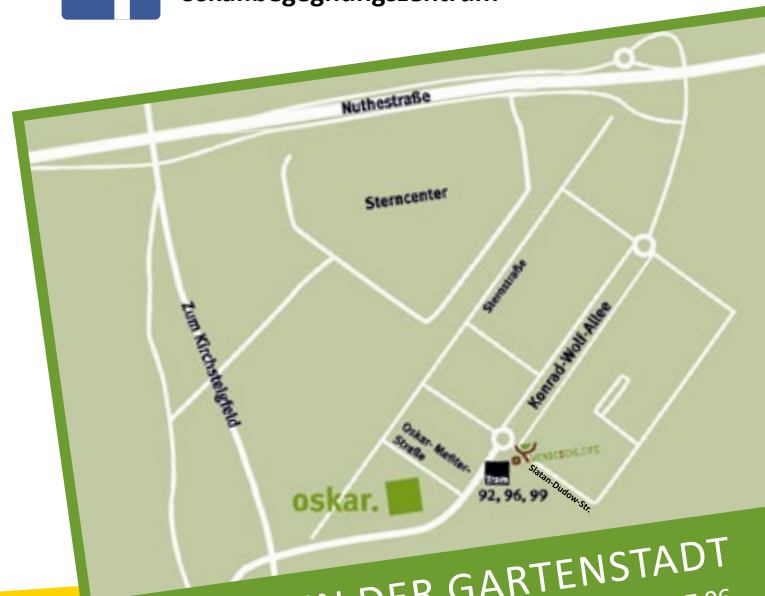 Nuthestraße
Sterncenter
Sternstraße
Zum Kirchsteigfeld
Konrad-Wolf-Allee
Oskar-Meßter-
Straße
oskar.
Tram
92, 96, 99
Slatan-Dudow-Str.
DER GARTENSTADT